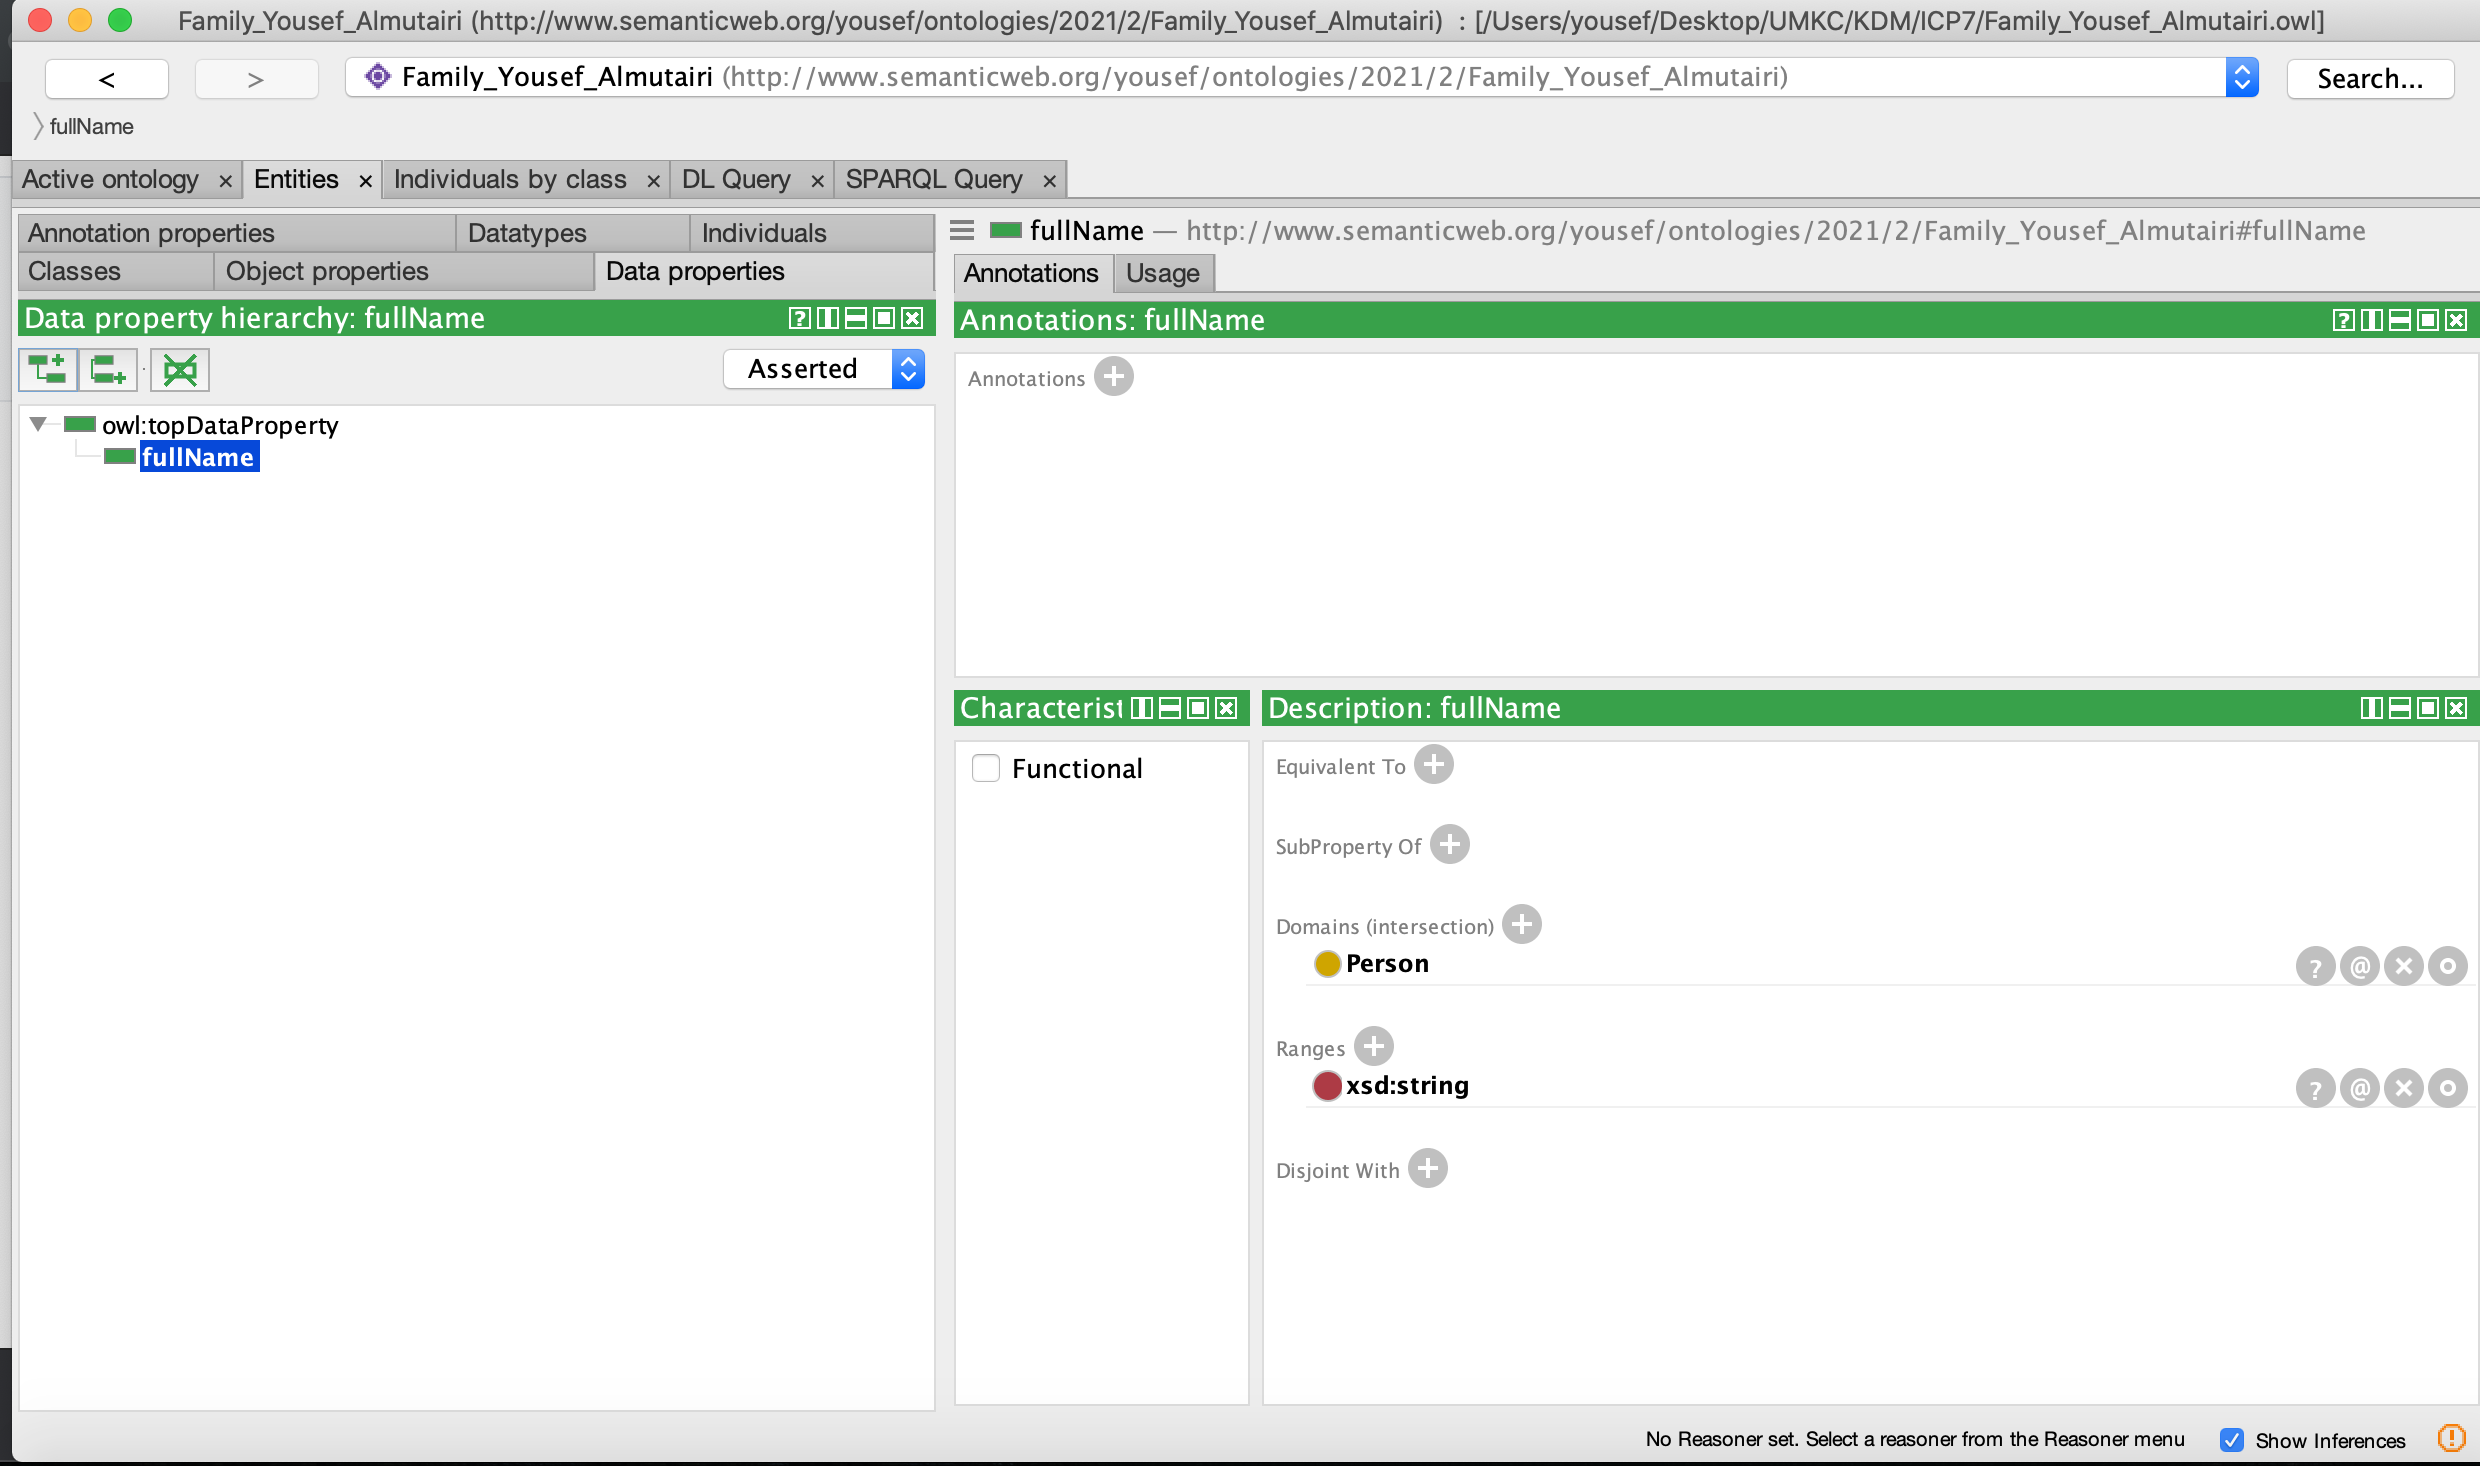 Family_Yousef_Almutairi (http://www.semanticweb.org/yousef/ontologies/2021/2/Family_Yousef_Almutairi) : [/Users/yousef/Desktop/UMKC/KDM/ICP7/Family_Yousef_Almutairi.owl]
< > Family_Yousef_Almutairi (http://www.semanticweb.org/yousef/ontologies/2021/2/Family_Yousef_Almutairi) Search...
fullName
Active ontology × Entities × Individuals by class × DL Query × SPARQL Query ×
Annotation properties Datatypes Individuals
Classes Object properties Data properties
Data property hierarchy: fullName
Asserted
owl:topDataProperty
fullName
fullName — http://www.semanticweb.org/yousef/ontologies/2021/2/Family_Yousef_Almutairi#fullName
Annotations Usage
Annotations: fullName
Annotations
Characterist
Functional
Description: fullName
Equivalent To
SubProperty Of
Domains (intersection)
Person
Ranges
xsd:string
Disjoint With
No Reasoner set. Select a reasoner from the Reasoner menu Show Inferences